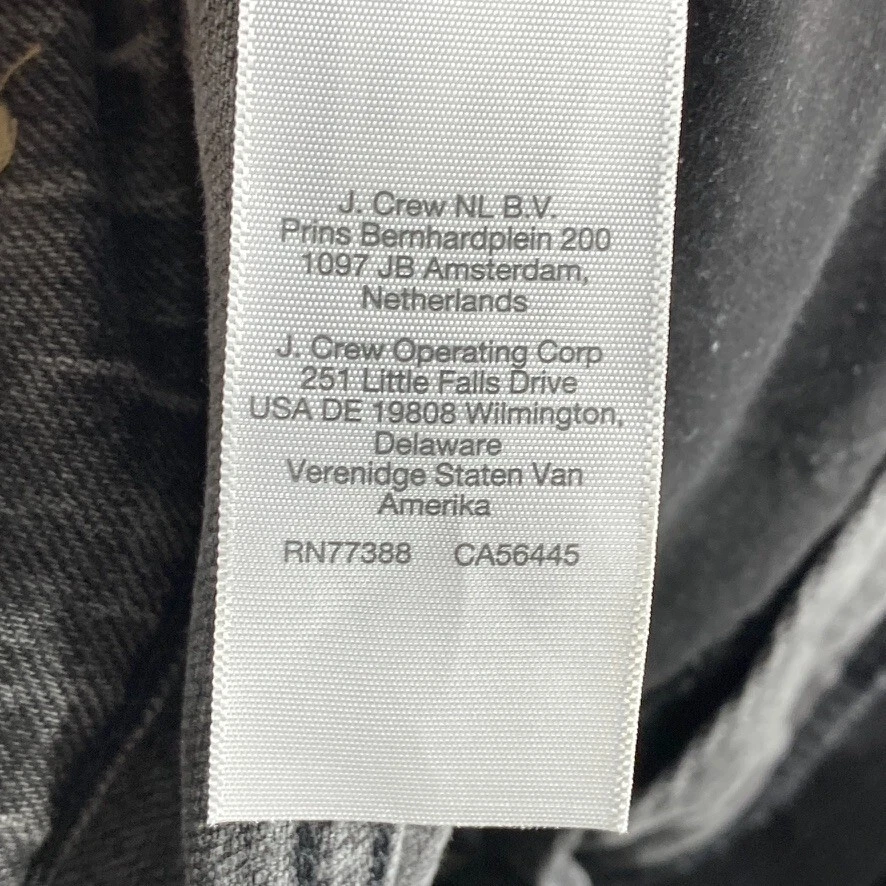 J. Crew NL B.V.
Prins Bernhardplein 200
1097 JB Amsterdam,
Netherlands
J. Crew Operating Corp
251 Little Falls Drive
USA DE 19808 Wilmington,
Delaware
Verenidge Staten Van
Amerika
RN77388 CA56445